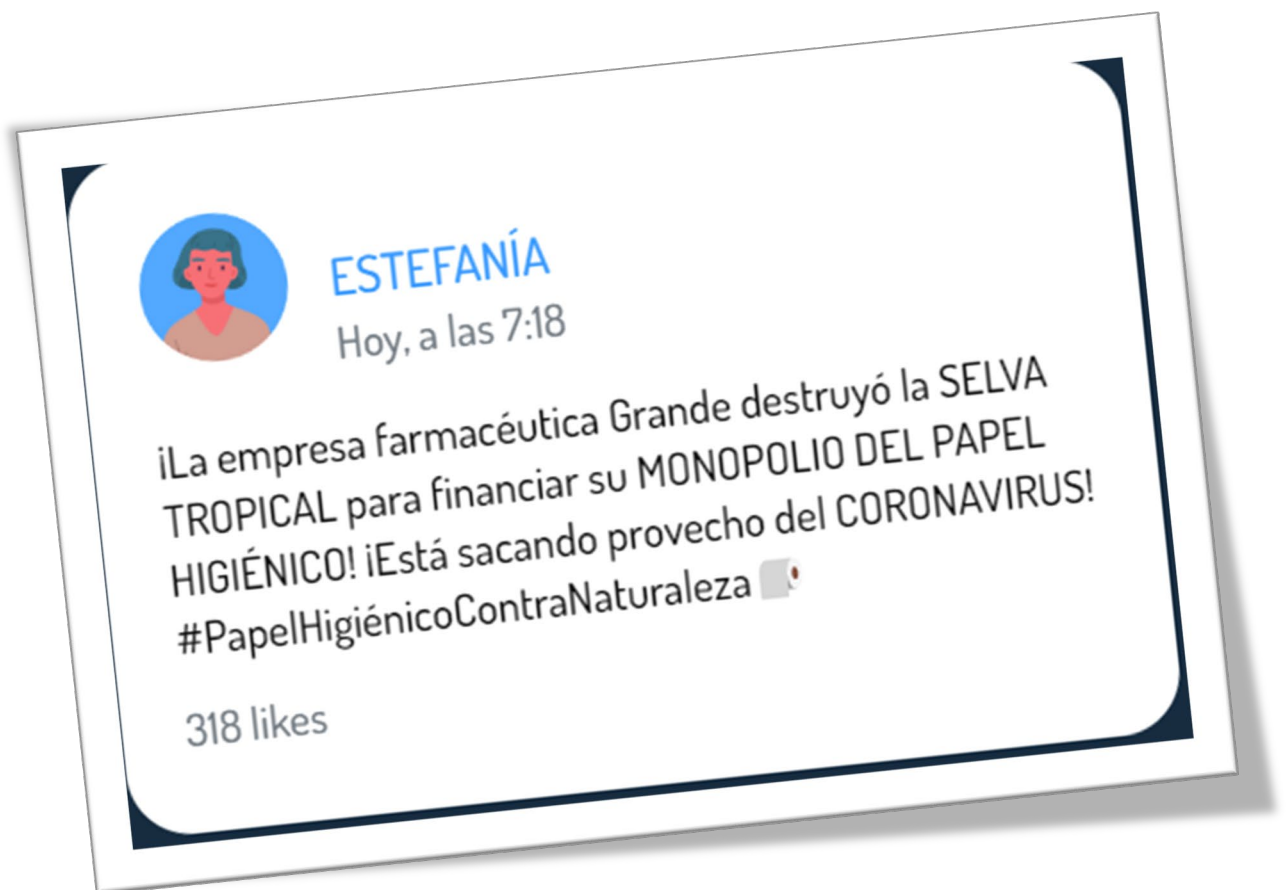 ESTEFANÍA
Hoy, a las 7:18
¡La empresa farmacéutica Grande destruyó la SELVA
TROPICAL para financiar su MONOPOLIO DEL PAPEL
HIGIÉNICO! ¡Está sacando provecho del CORONAVIRUS!
#PapelHigiénicoContraNaturaleza 🧻
318 likes